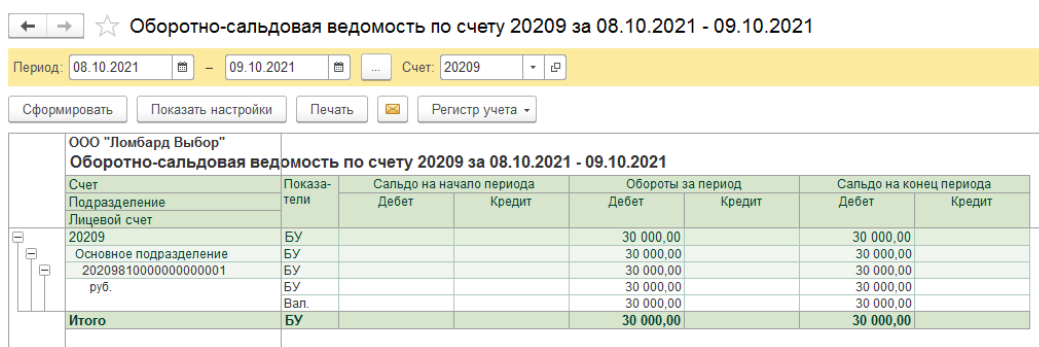 Оборотно-сальдовая ведомость по счету 20209 за 08.10.2021 - 09.10.2021
Период: 08.10.2021 – 09.10.2021 ... Счет: 20209
Сформировать Показать настройки Печать Регистр учета
ООО "Ломбард Выбор"
Оборотно-сальдовая ведомость по счету 20209 за 08.10.2021 - 09.10.2021
Счет Показа- Сальдо на начало периода Обороты за период Сальдо на конец периода
Подразделение тели Дебет Кредит Дебет Кредит Дебет Кредит
Лицевой счет
20209 БУ 30 000,00 30 000,00
Основное подразделение БУ 30 000,00 30 000,00
20209810000000000001 БУ 30 000,00 30 000,00
руб. БУ 30 000,00 30 000,00
Вал. 30 000,00 30 000,00
Итого БУ 30 000,00 30 000,00